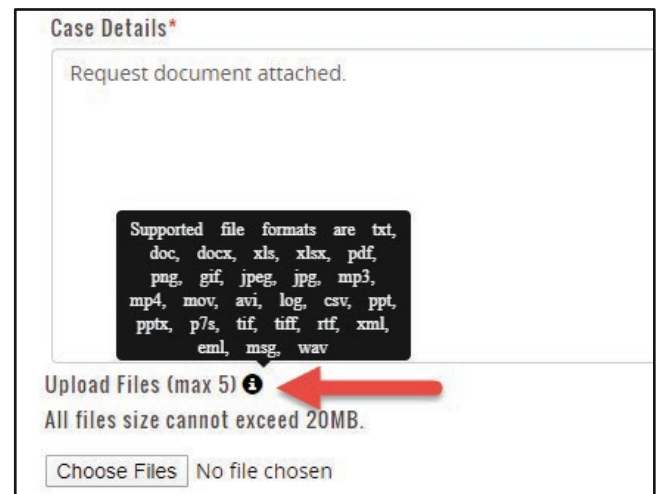 Case Details*
Request document attached.
Supported file formats are txt,
doc, docx, xls, xlsx, pdf,
png, gif, jpeg, jpg, mp3,
mp4, mov, avi, log, csv, ppt,
pptx, p7s, tif, tiff, rtf, xml,
eml, msg, wav
Upload Files (max 5)
All files size cannot exceed 20MB.
Choose Files No file chosen